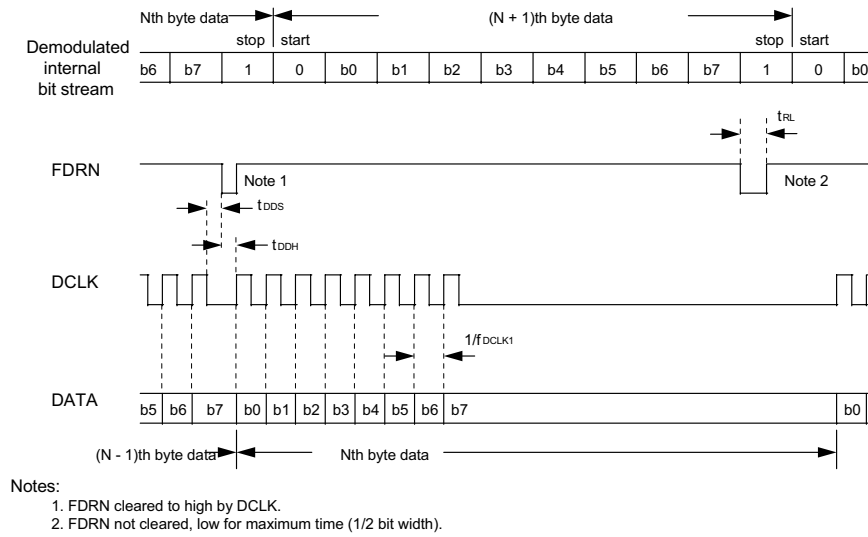 Nth byte data (N + 1)th byte data
stop start stop start
Demodulated
internal
bit stream
b6 b7 1 0 b0 b1 b2 b3 b4 b5 b6 b7 1 0 b0
tRL
FDRN
Note 1 Note 2
tDDS
tDDH
DCLK
1/fDCLK1
DATA
b5 b6 b7 b0 b1 b2 b3 b4 b5 b6 b7 b0
(N - 1)th byte data Nth byte data
Notes:
1. FDRN cleared to high by DCLK.
2. FDRN not cleared, low for maximum time (1/2 bit width).